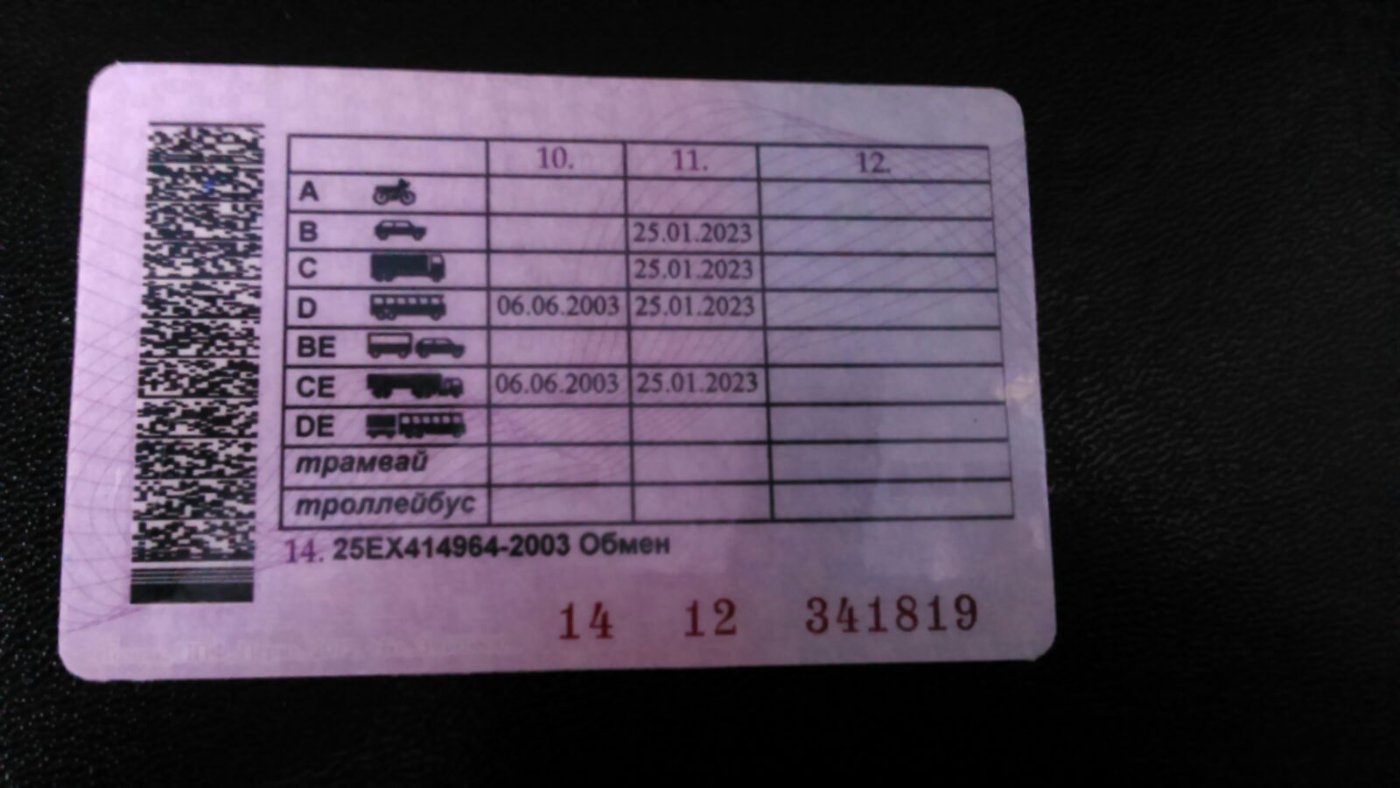 10. 11. 12.
A
B 25.01.2023
C 25.01.2023
D 06.06.2003 25.01.2023
BE
CE 06.06.2003 25.01.2023
DE
трамвай
троллейбус
14. 25EX414964-2003 Обмен
14 12 341819